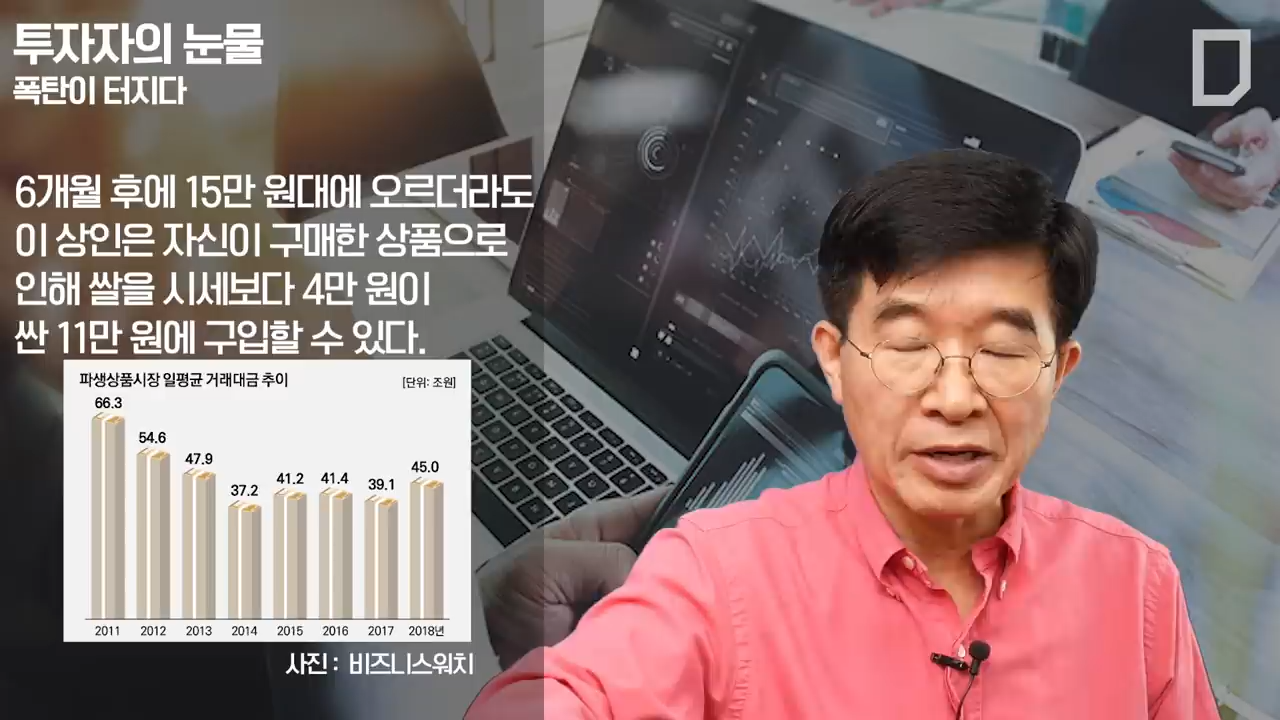 투자자의 눈물
폭탄이 터지다
6개월 후에 15만 원대에 오르더라도
이 상인은 자신이 구매한 상품으로
인해 쌀을 시세보다 4만 원이
싼 11만 원에 구입할 수 있다.
파생상품시장 일평균 거래대금 추이
[단위: 조원]
66.3
54.6
47.9
37.2
41.2
41.4
39.1
45.0
2011 2012 2013 2014 2015 2016 2017 2018년
사진 : 비즈니스워치